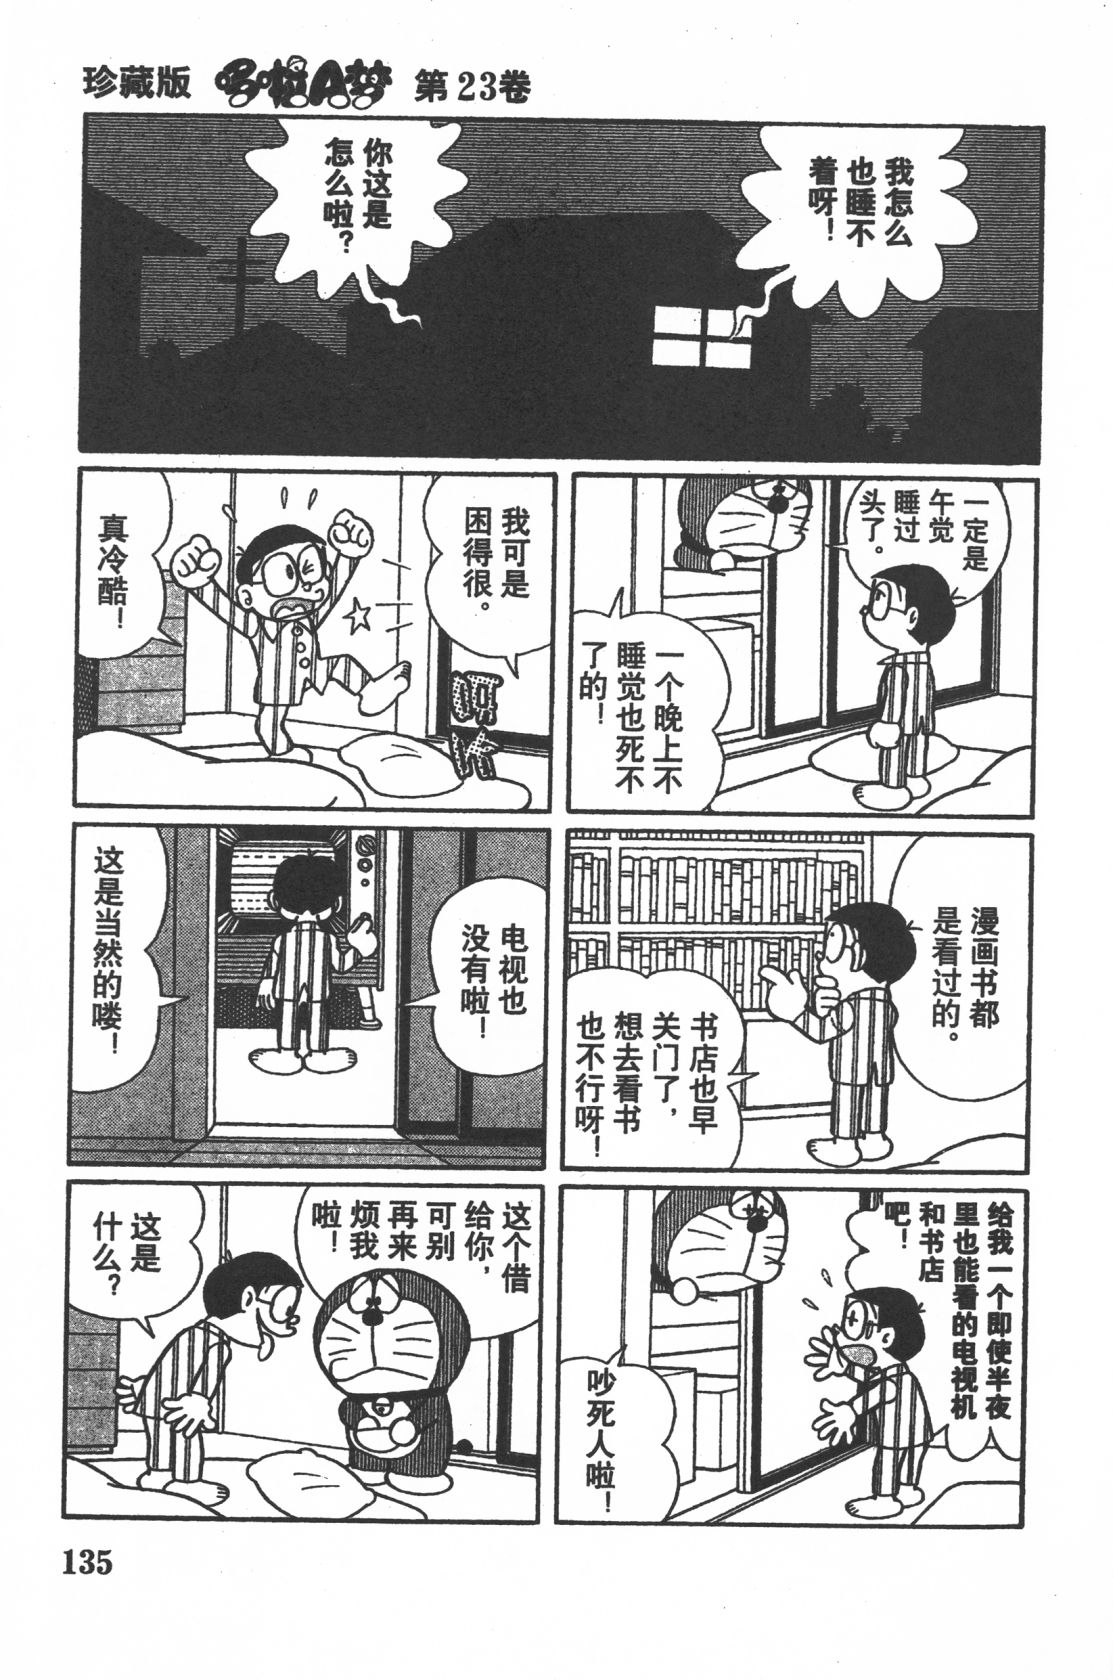 珍藏版 哆啦A梦 第23卷
我怎么
也睡不
着呀！
你这是
怎么啦？
一定是
午觉
睡过
头了。
一个晚上不
睡觉也死不
了的！
我可是
困得很。
真冷酷！
漫画书都
是看过的。
书店也早
关门了，
想去看书
也不行呀！
电视也
没有啦！
这是当然的喽！
给我一个即使半夜
里也能看的电视机
和书店
吧！
吵死人啦！
这个借
给你，
可别
再来
烦我
啦！
这是
什么？
135